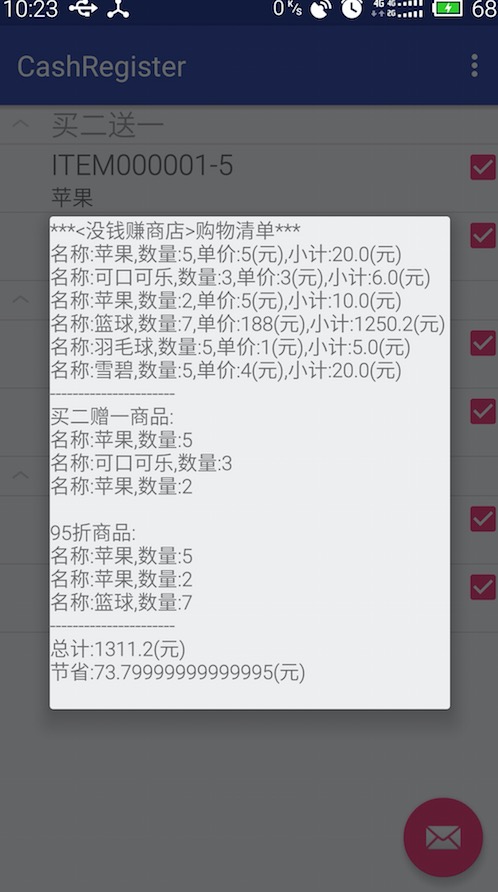 10:23
0 K/s
4G
2G
68
CashRegister
买二送一
ITEM000001-5
苹果
***<没钱赚商店>购物清单***
名称:苹果,数量:5,单价:5(元),小计:20.0(元)
名称:可口可乐,数量:3,单价:3(元),小计:6.0(元)
名称:苹果,数量:2,单价:5(元),小计:10.0(元)
名称:篮球,数量:7,单价:188(元),小计:1250.2(元)
名称:羽毛球,数量:5,单价:1(元),小计:5.0(元)
名称:雪碧,数量:5,单价:4(元),小计:20.0(元)
----------------------
买二赠一商品:
名称:苹果,数量:5
名称:可口可乐,数量:3
名称:苹果,数量:2
95折商品:
名称:苹果,数量:5
名称:苹果,数量:2
名称:篮球,数量:7
----------------------
总计:1311.2(元)
节省:73.79999999999995(元)